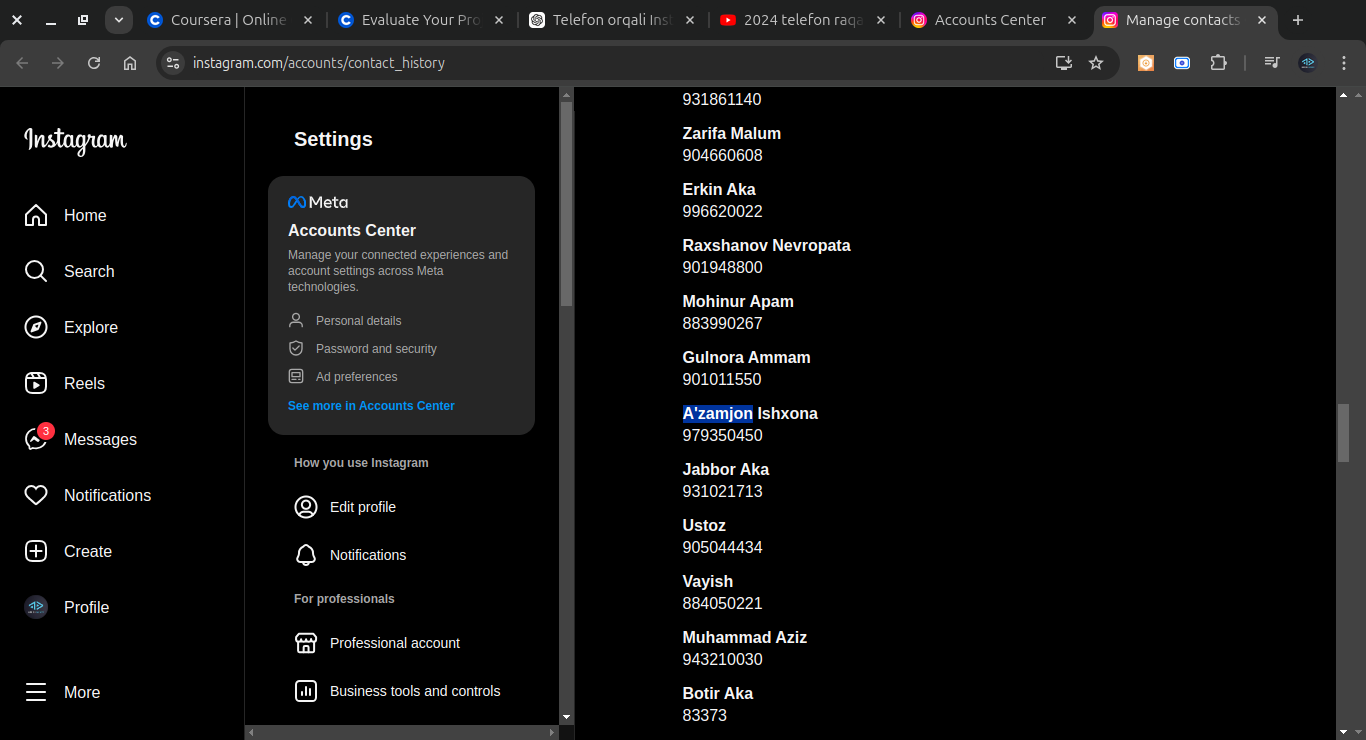 Coursera | Online
Evaluate Your Pro
Telefon orqali Inst
2024 telefon raqa
Accounts Center
Manage contacts
instagram.com/accounts/contact_history
Instagram
Home
Search
Explore
Reels
3
Messages
Notifications
Create
Profile
More
Settings
Meta
Accounts Center
Manage your connected experiences and
account settings across Meta
technologies.
Personal details
Password and security
Ad preferences
See more in Accounts Center
How you use Instagram
Edit profile
Notifications
For professionals
Professional account
Business tools and controls
931861140
Zarifa Malum
904660608
Erkin Aka
996620022
Raxshanov Nevropata
901948800
Mohinur Apam
883990267
Gulnora Ammam
901011550
A'zamjon Ishxona
979350450
Jabbor Aka
931021713
Ustoz
905044434
Vayish
884050221
Muhammad Aziz
943210030
Botir Aka
83373